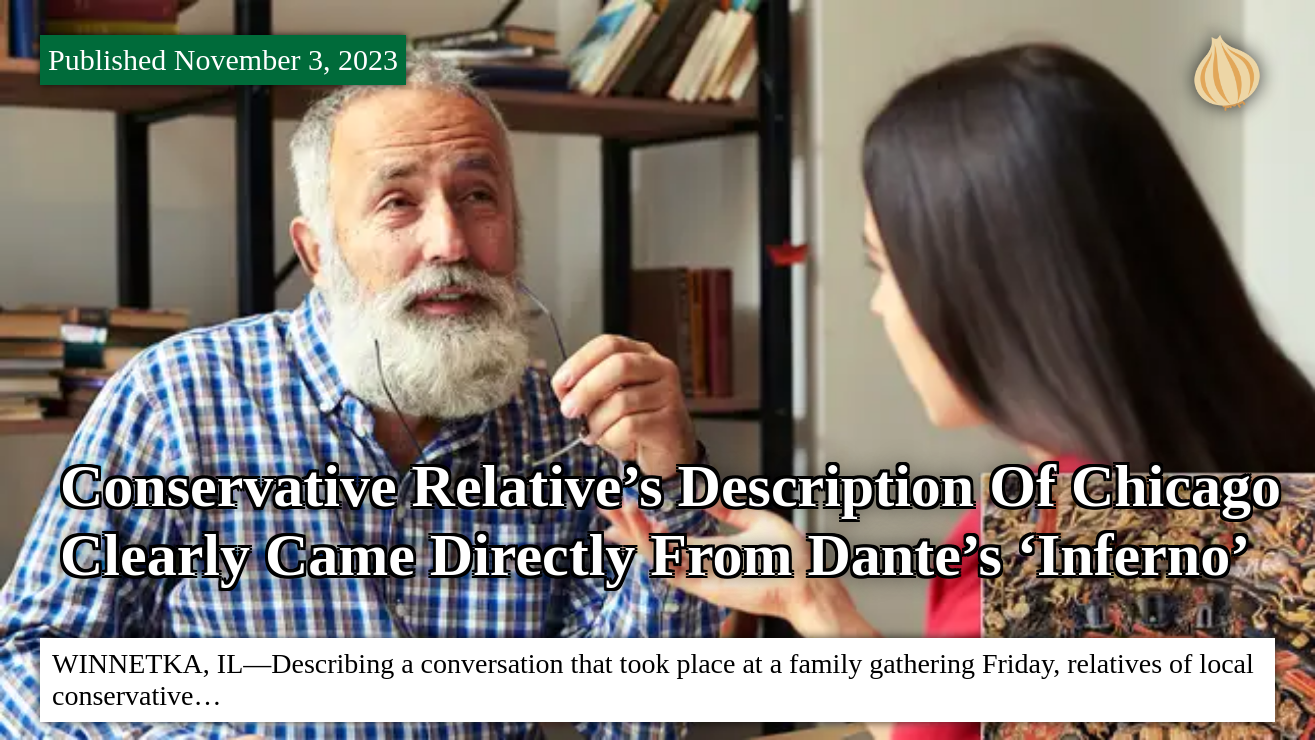 Published November 3, 2023
Conservative Relative’s Description Of Chicago
Clearly Came Directly From Dante’s ‘Inferno’
WINNETKA, IL—Describing a conversation that took place at a family gathering Friday, relatives of local
conservative…